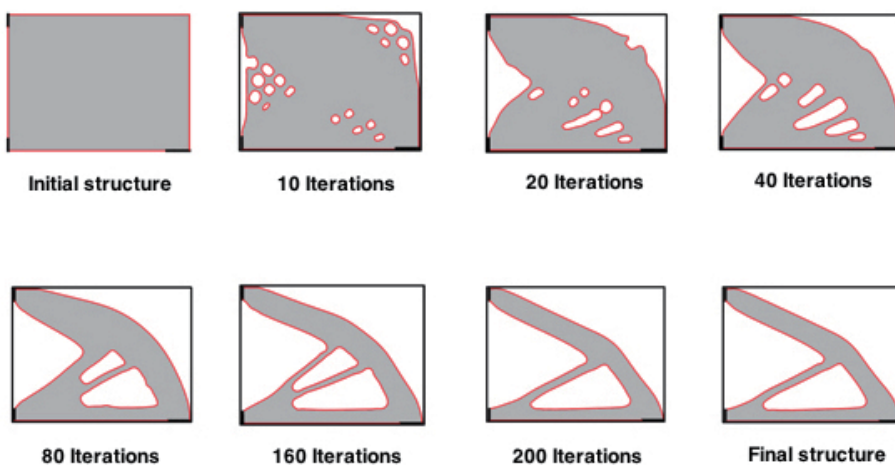 Initial structure
10 Iterations
20 Iterations
40 Iterations
80 Iterations
160 Iterations
200 Iterations
Final structure